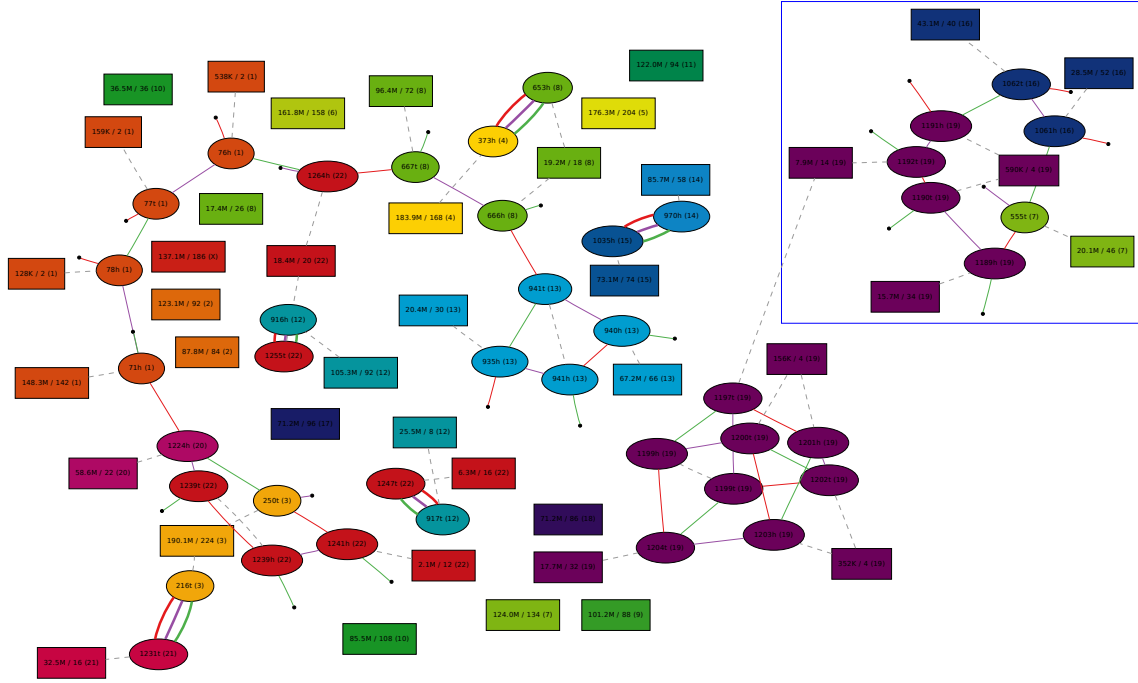 43.1M / 40 (16)
122.0M / 94 (11)
538K / 2 (1)
28.5M / 52 (16)
36.5M / 36 (10)
96.4M / 72 (8)
653h (8)
1062t (16)
161.8M / 158 (6)
176.3M / 204 (5)
1101h (19)
1061h (16)
159K / 2 (1)
373h (4)
76h (1)
19.2M / 18 (8)
7.9M / 14 (19)
1192t (19)
590K / 4 (19)
667t (8)
1264h (22)
85.7M / 58 (14)
77t (1)
17.4M / 26 (8)
183.9M / 168 (4)
666h (8)
970h (14)
555t (7)
1035h (15)
137.1M / 186 (X)
18.4M / 20 (22)
20.1M / 46 (7)
128K / 2 (1)
78h (1)
73.1M / 74 (15)
1189h (19)
941t (13)
15.7M / 34 (19)
123.1M / 92 (2)
20.4M / 30 (13)
916h (12)
940h (13)
87.8M / 84 (2)
1255t (22)
935h (13)
156K / 4 (19)
71h (1)
105.3M / 92 (12)
941h (13)
67.2M / 66 (13)
148.3M / 142 (1)
1197t (19)
71.2M / 96 (17)
25.5M / 8 (12)
1200t (19)
1201h (19)
1224h (20)
1199h (19)
58.6M / 22 (20)
6.3M / 16 (22)
1202t (19)
1239t (22)
1247t (22)
1189t (19)
250t (3)
71.2M / 86 (18)
917t (12)
1203h (19)
190.1M / 224 (3)
1241h (22)
1204t (19)
1239h (22)
2.1M / 12 (22)
17.7M / 32 (19)
352K / 4 (19)
216t (3)
124.0M / 134 (7)
101.2M / 88 (9)
85.5M / 108 (10)
1231t (21)
32.5M / 16 (21)